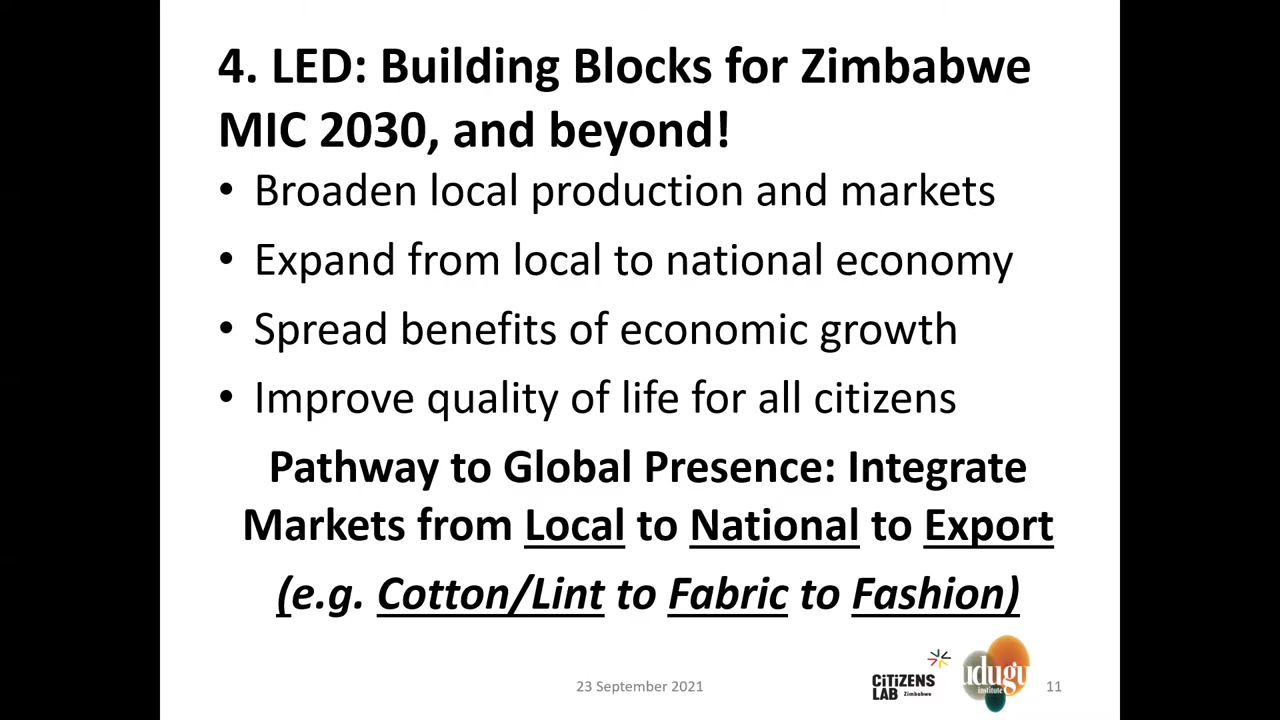 4. LED: Building Blocks for Zimbabwe
MIC 2030, and beyond!
• Broaden local production and markets
• Expand from local to national economy
• Spread benefits of economic growth
• Improve quality of life for all citizens
Pathway to Global Presence: Integrate
Markets from Local to National to Export
(e.g. Cotton/Lint to Fabric to Fashion)
23 September 2021
CiTiZENS
LAB Zimbabwe
udugu
institute
11